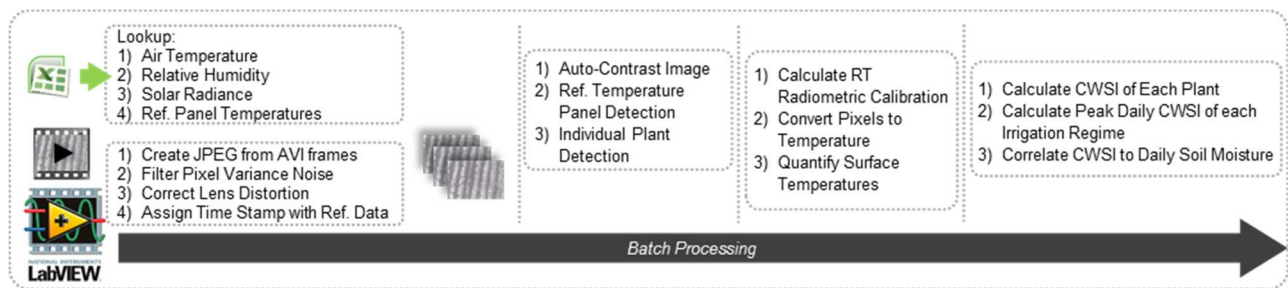 Lookup:
1) Air Temperature
2) Relative Humidity
3) Solar Radiance
4) Ref. Panel Temperatures
1) Create JPEG from AVI frames
2) Filter Pixel Variance Noise
3) Correct Lens Distortion
4) Assign Time Stamp with Ref. Data
NATIONAL INSTRUMENTS
LabVIEW
1) Auto-Contrast Image
2) Ref. Temperature
Panel Detection
3) Individual Plant
Detection
1) Calculate RT
Radiometric Calibration
2) Convert Pixels to
Temperature
3) Quantify Surface
Temperatures
1) Calculate CWSI of Each Plant
2) Calculate Peak Daily CWSI of each
Irrigation Regime
3) Correlate CWSI to Daily Soil Moisture
Batch Processing